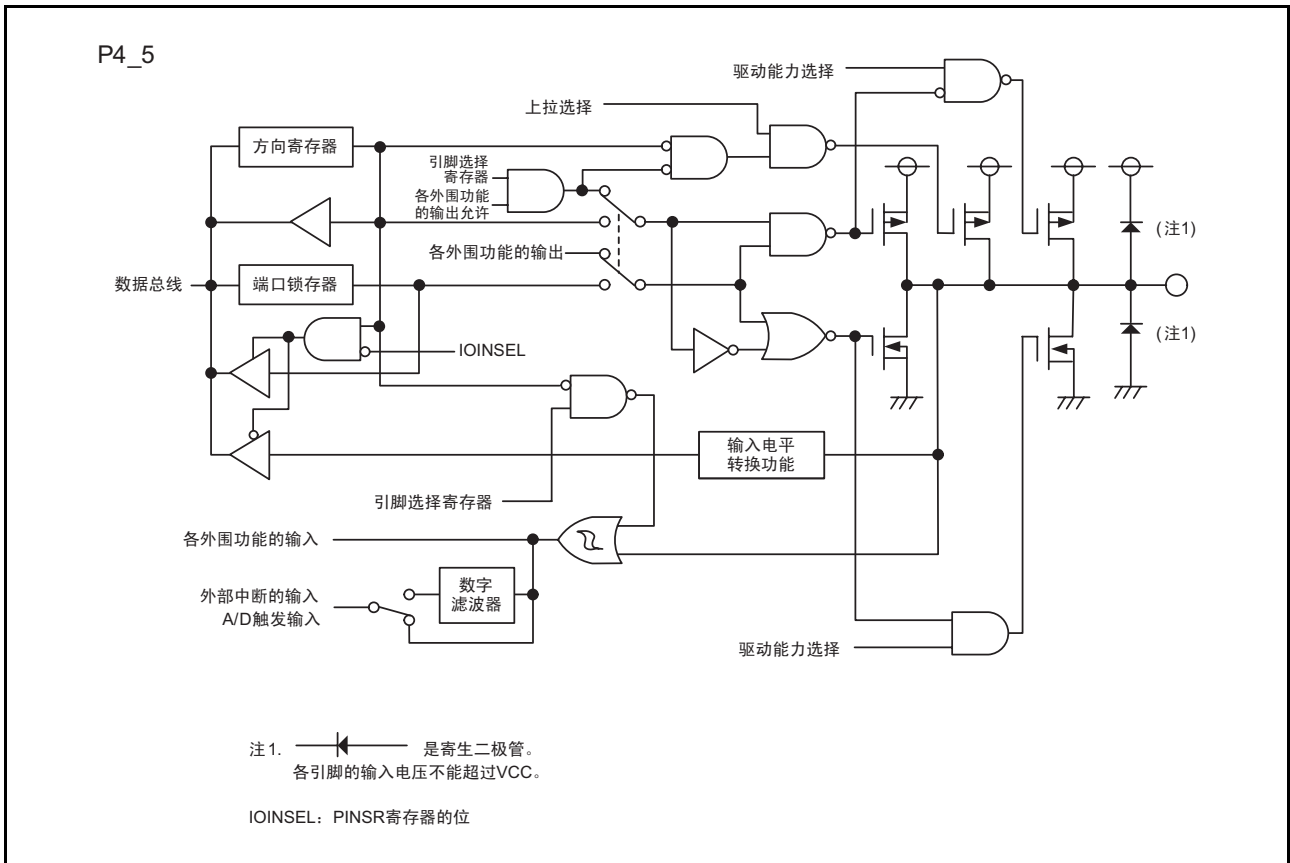 P4_5
驱动能力选择
上拉选择
方向寄存器
引脚选择
寄存器
各外围功能
的输出允许
各外围功能的输出
(注1)
数据总线
端口锁存器
(注1)
IOINSEL
输入电平
转换功能
引脚选择寄存器
各外围功能的输入
数字
滤波器
外部中断的输入
A/D触发输入
驱动能力选择
注1. 是寄生二极管。
各引脚的输入电压不能超过VCC。
IOINSEL：PINSR寄存器的位